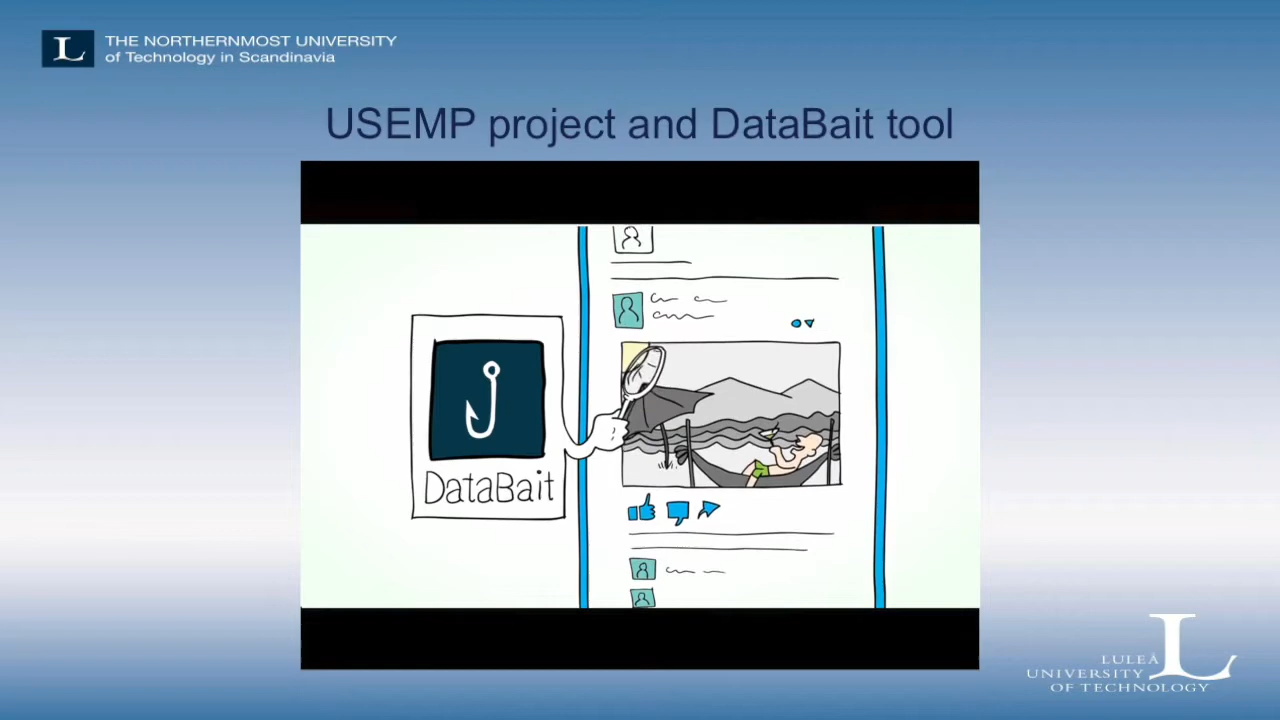 L
THE NORTHERNMOST UNIVERSITY
of Technology in Scandinavia
USEMP project and DataBait tool
DataBait
LULEÅ
UNIVERSITY
OF TECHNOLOGY
L